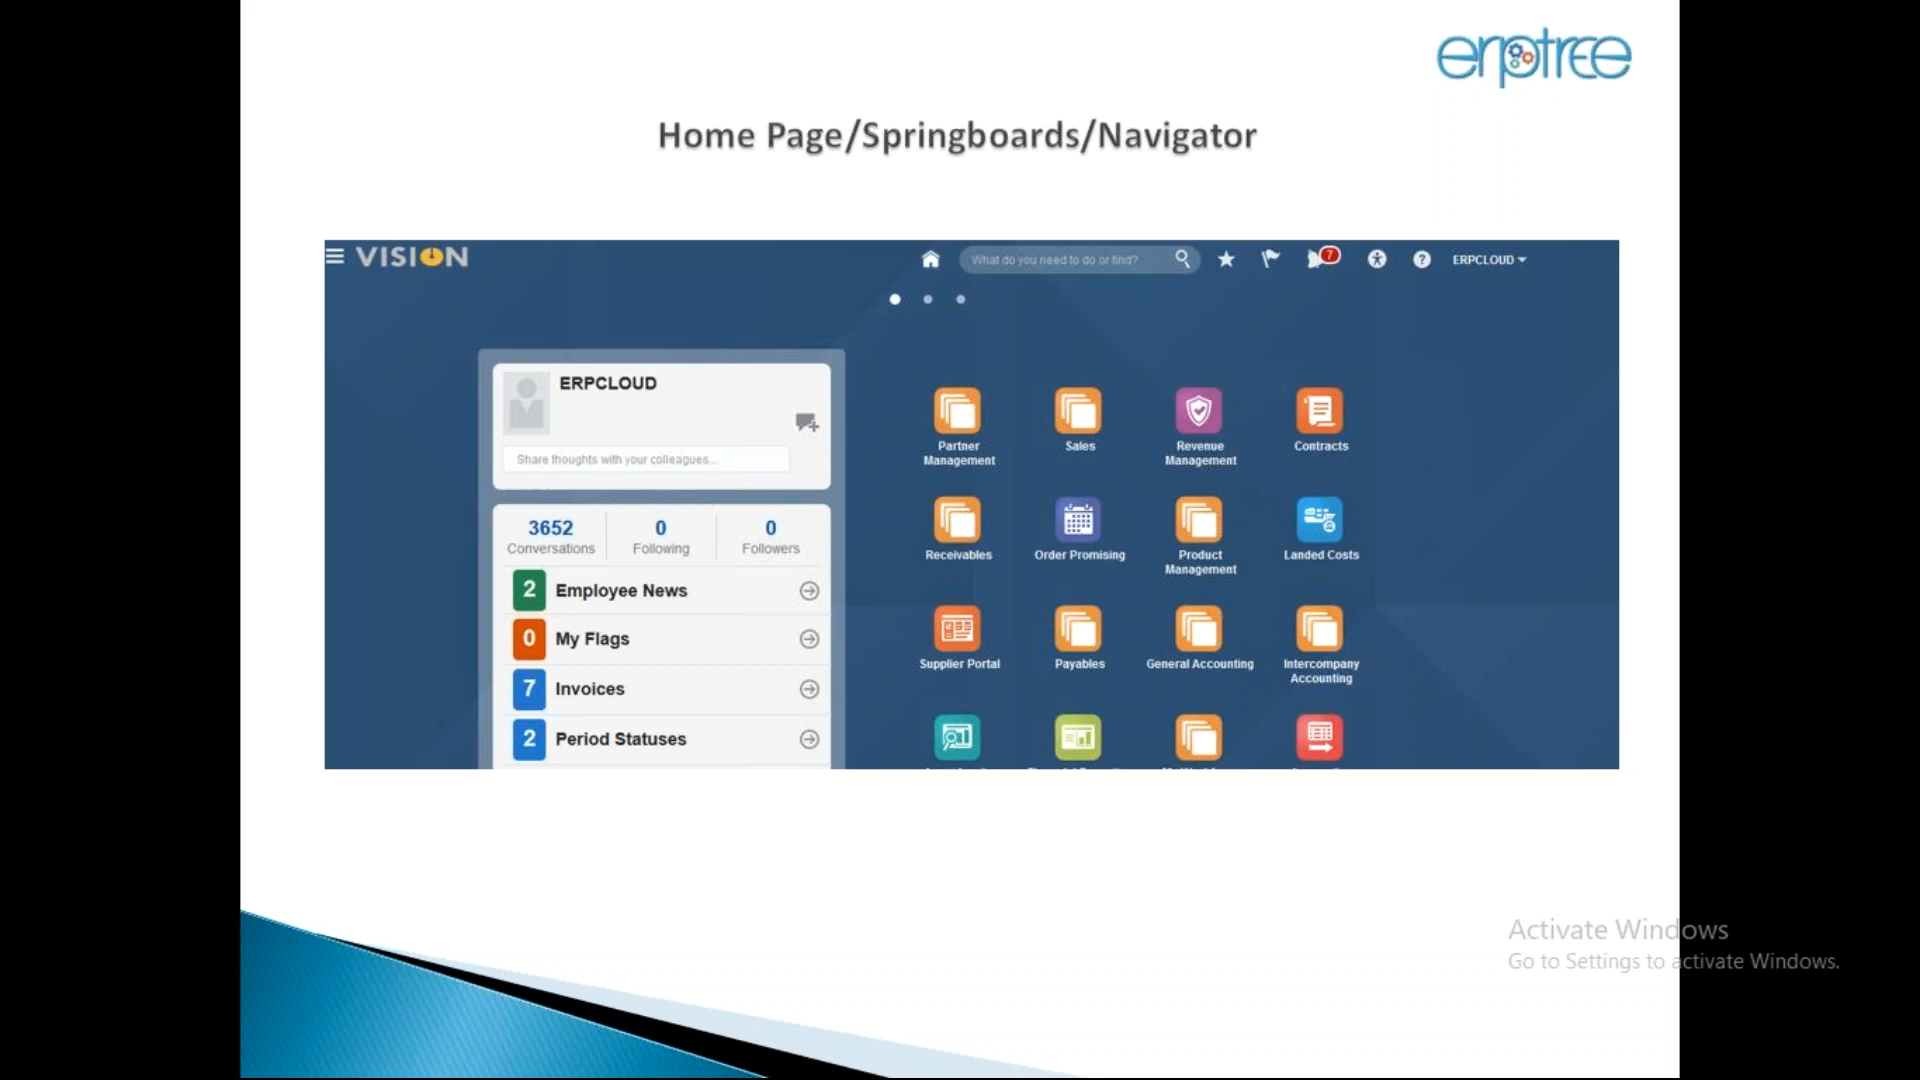 erptree
Home Page/Springboards/Navigator
VISION
What do you need to do or find?
7
ERPCLOUD
ERPCLOUD
Share thoughts with your colleagues...
3652
0
0
Conversations
Following
Followers
2 Employee News
0 My Flags
7 Invoices
2 Period Statuses
Partner
Management
Sales
Revenue
Management
Contracts
Receivables
Order Promising
Product
Management
Landed Costs
Supplier Portal
Payables
General Accounting
Intercompany
Accounting
Activate Windows
Go to Settings to activate Windows.